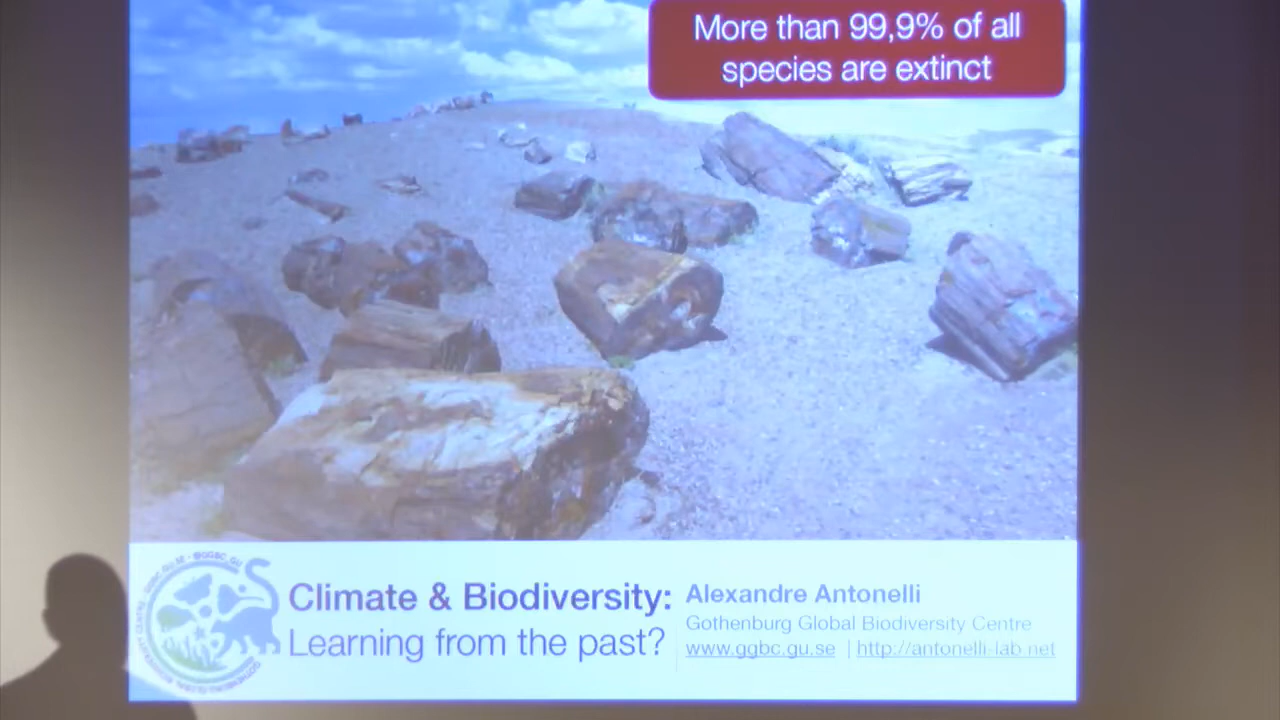 More than 99,9% of all
species are extinct
Climate & Biodiversity:
Learning from the past?
Alexandre Antonelli
Gothenburg Global Biodiversity Centre
www.ggbc.gu.se | http://antonelli-lab.net